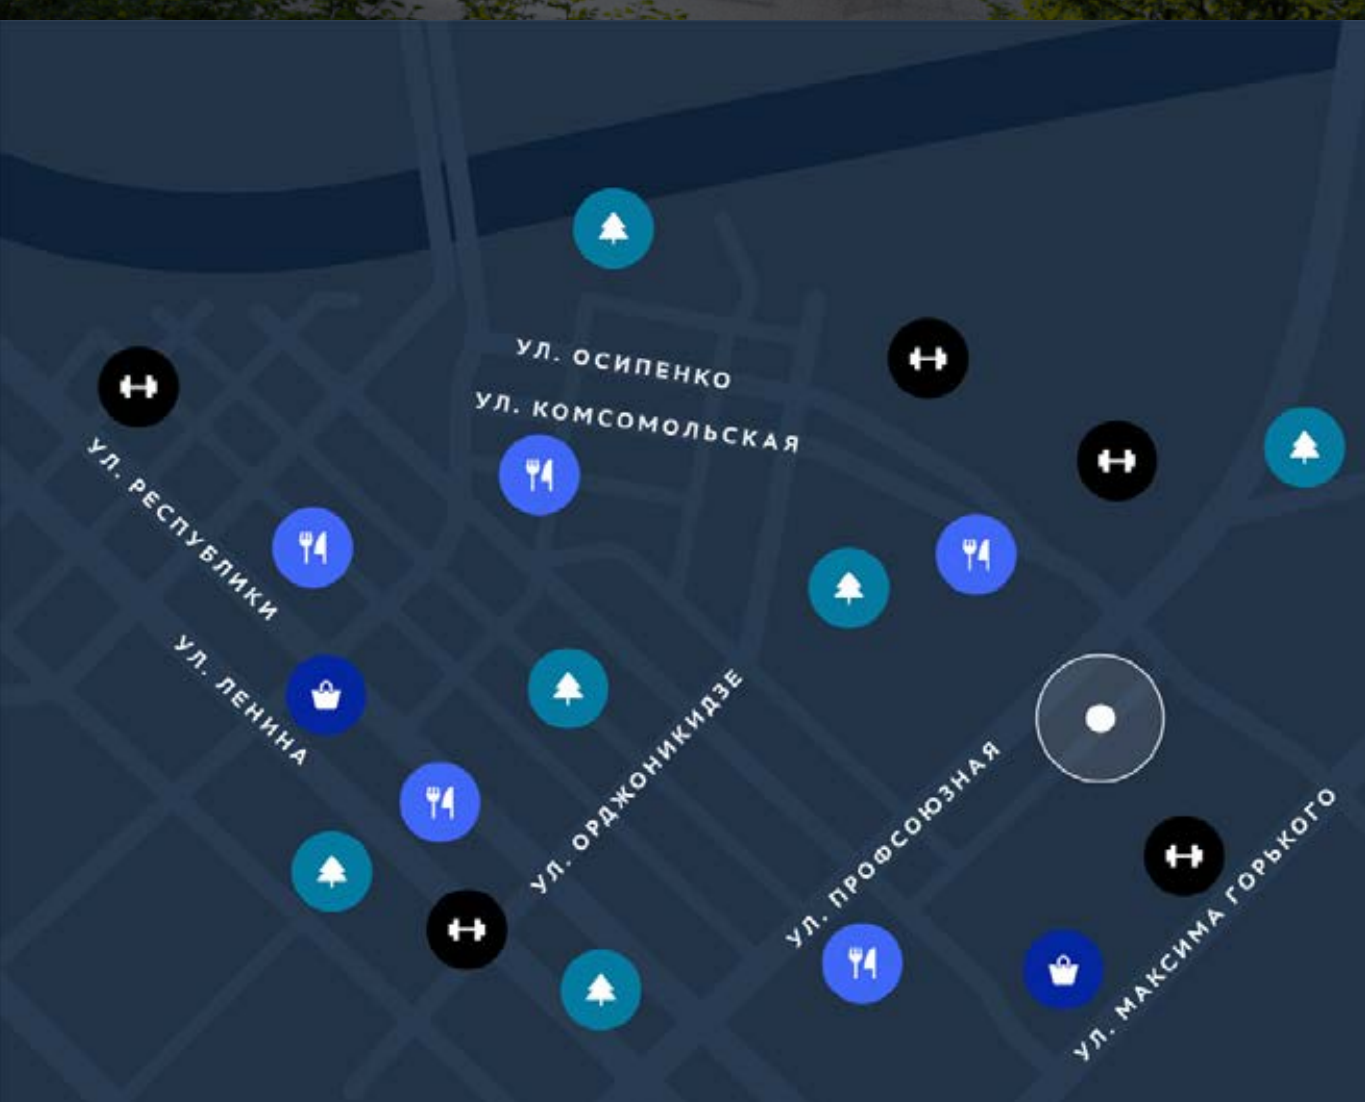 УЛ. ОСИПЕНКО
УЛ. КОМСОМОЛЬСКАЯ
УЛ. РЕСПУБЛИКИ
УЛ. ЛЕНИНА
УЛ. ОРДЖОНИКИДЗЕ
УЛ. ПРОФСОЮЗНАЯ
УЛ. МАКСИМА ГОРЬКОГО